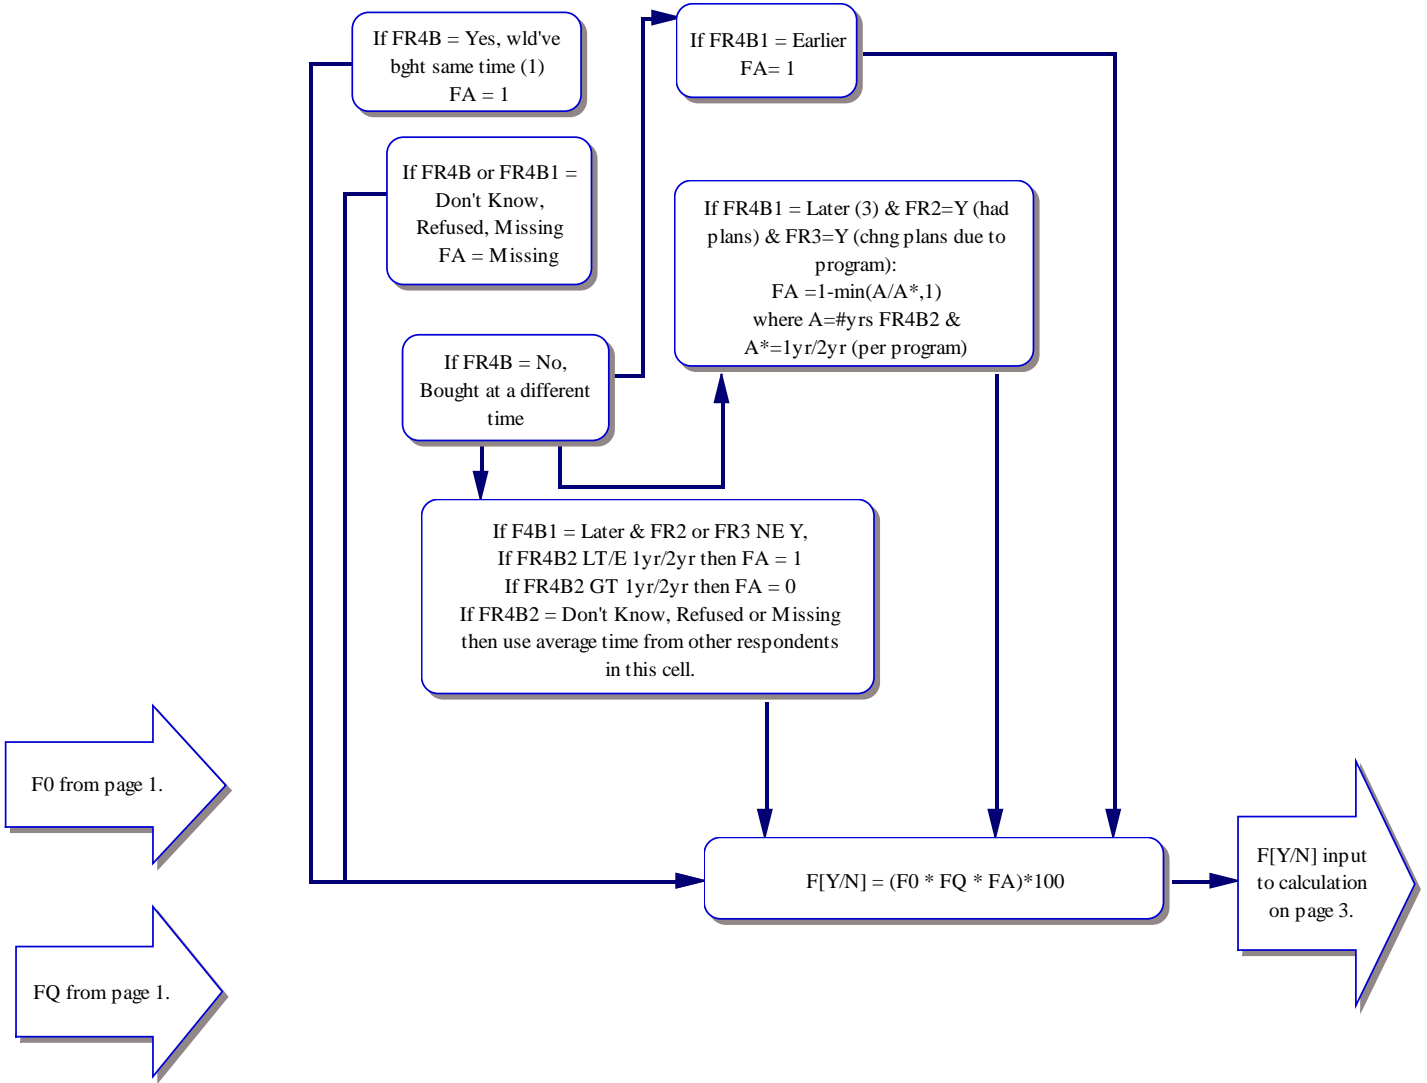 If FR4B = Yes, wld've
bght same time (1)
FA = 1
If FR4B1 = Earlier
FA= 1
If FR4B or FR4B1 =
Don't Know,
Refused, Missing
FA = Missing
If FR4B1 = Later (3) & FR2=Y (had
plans) & FR3=Y (chng plans due to
program):
FA =1-min(A/A*,1)
where A=#yrs FR4B2 &
A*=1yr/2yr (per program)
If FR4B = No,
Bought at a different
time
If F4B1 = Later & FR2 or FR3 NE Y,
If FR4B2 LT/E 1yr/2yr then FA = 1
If FR4B2 GT 1yr/2yr then FA = 0
If FR4B2 = Don't Know, Refused or Missing
then use average time from other respondents
in this cell.
F0 from page 1.
F[Y/N] = (F0 * FQ * FA)*100
F[Y/N] input
to calculation
on page 3.
FQ from page 1.